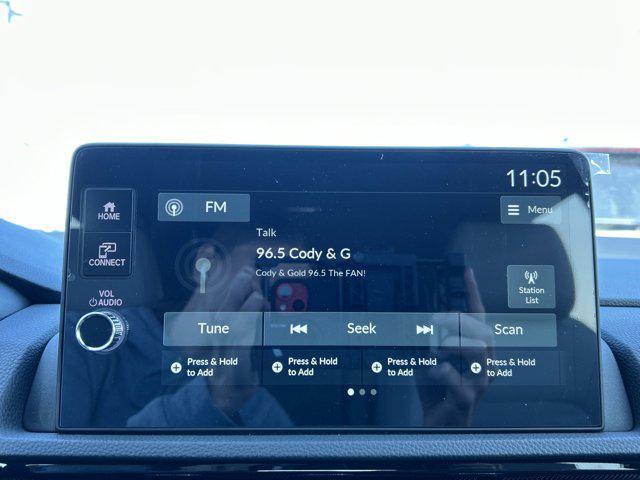 11:05
HOME
FM
Menu
Talk
96.5 Cody & G
Cody & Gold 96.5 The FAN!
CONNECT
VOL
AUDIO
Station
List
Tune
Seek
Scan
Press & Hold
to Add
Press & Hold
to Add
Press & Hold
to Add
Press & Hold
to Add